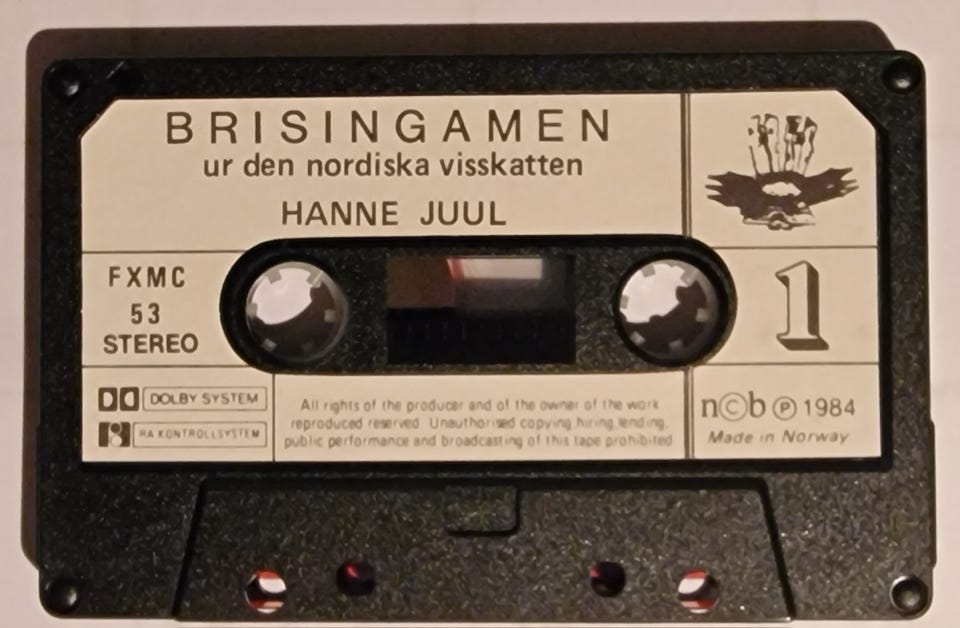 BRISINGAMEN
ur den nordiska visskatten
HANNE JUUL
FXMC
53
STEREO
1
DOLBY SYSTEM
RA KONTROLLSYSTEM
All rights of the producer and of the owner of the work
reproduced reserved. Unauthorised copying, hiring, lending,
public performance and broadcasting of this tape prohibited
n©b ℗ 1984
Made in Norway